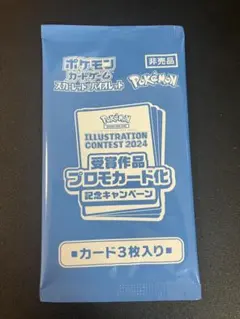 ポケモン
カードゲーム
スカーレット&バイオレット
非売品
POKÉMON
POKÉMON
ILLUSTRATION
CONTEST 2024
受賞作品
プロモカード化
記念キャンペーン
■カード3枚入り■